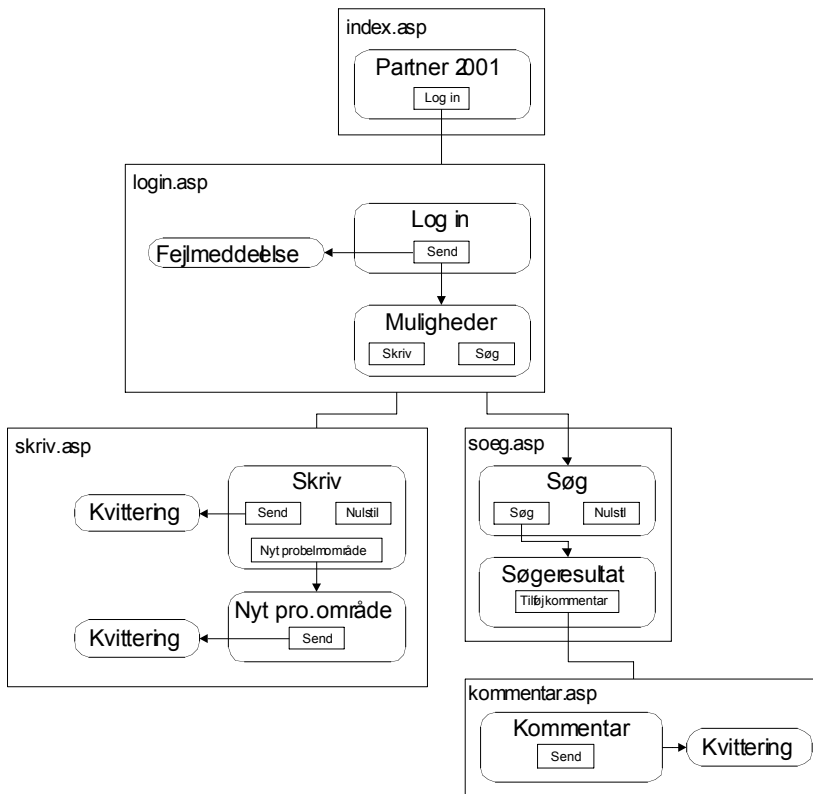 index.asp
Partner 2001
Log in
login.asp
Log in
Send
Fejlmeddelelse
Muligheder
Skriv
Søg
skriv.asp
Skriv
Send
Nulstil
Kvittering
Nyt probelmområde
Nyt pro.område
Send
Kvittering
soeg.asp
Søg
Søg
Nulstil
Søgeresultat
Tilføjkommentar
kommentar.asp
Kommentar
Send
Kvittering